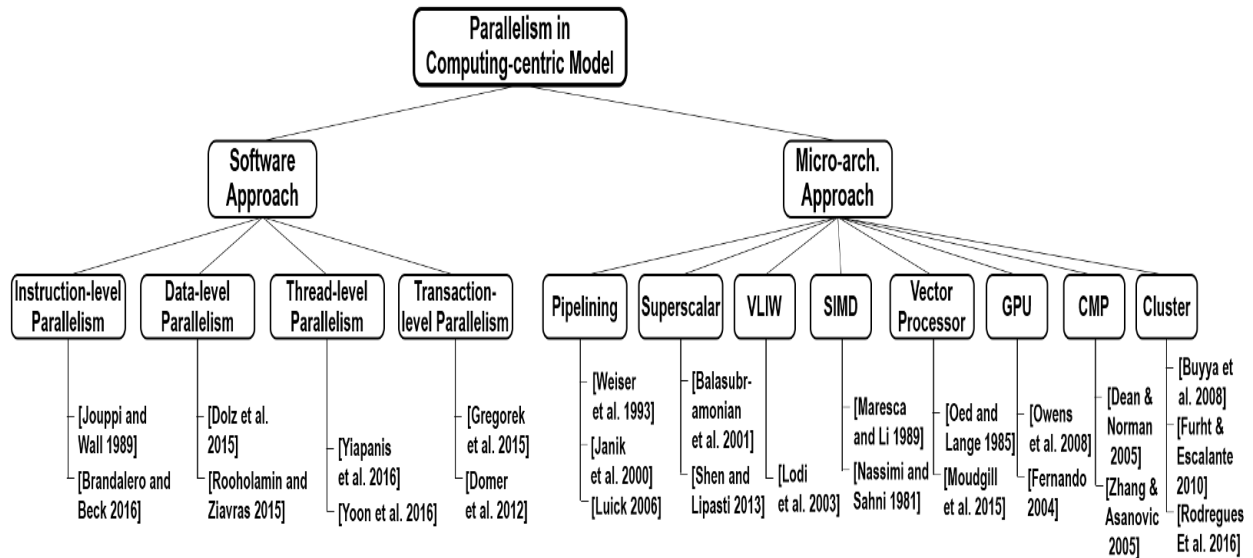 Parallelism in
Computing-centric Model
Software
Approach
Micro-arch.
Approach
Instruction-level
Parallelism
Data-level
Parallelism
Thread-level
Parallelism
Transaction-
level Parallelism
Pipelining
Superscalar
VLIW
SIMD
Vector
Processor
GPU
CMP
Cluster
[Jouppi and
Wall 1989]
[Brandalero and
Beck 2016]
[Dolz et al.
2015]
[Rooholamin and
Ziavras 2015]
[Yiapanis
et al. 2016]
[Yoon et al. 2016]
[Gregorek
et al. 2015]
[Domer
et al. 2012]
[Weiser
et al. 1993]
[Janik
et al. 2000]
[Luick 2006]
[Balasubr-
amonian
et al. 2001]
[Shen and
Lipasti 2013]
[Lodi
et al. 2003]
[Maresca
and Li 1989]
[Nassimi and
Sahni 1981]
[Oed and
Lange 1985]
[Moudgill
et al. 2015]
[Owens
et al. 2008]
[Fernando
2004]
[Dean &
Norman
2005]
[Zhang &
Asanovic
2005]
[Buyya et
al. 2008]
[Furht &
Escalante
2010]
[Rodregues
Et al. 2016]